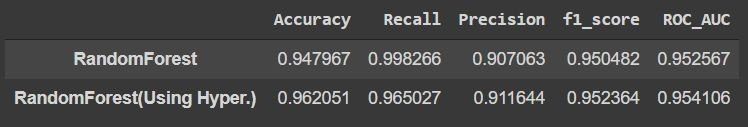 Accuracy Recall Precision f1_score ROC_AUC
RandomForest 0.947967 0.998266 0.907063 0.950482 0.952567
RandomForest(Using Hyper.) 0.962051 0.965027 0.911644 0.952364 0.954106